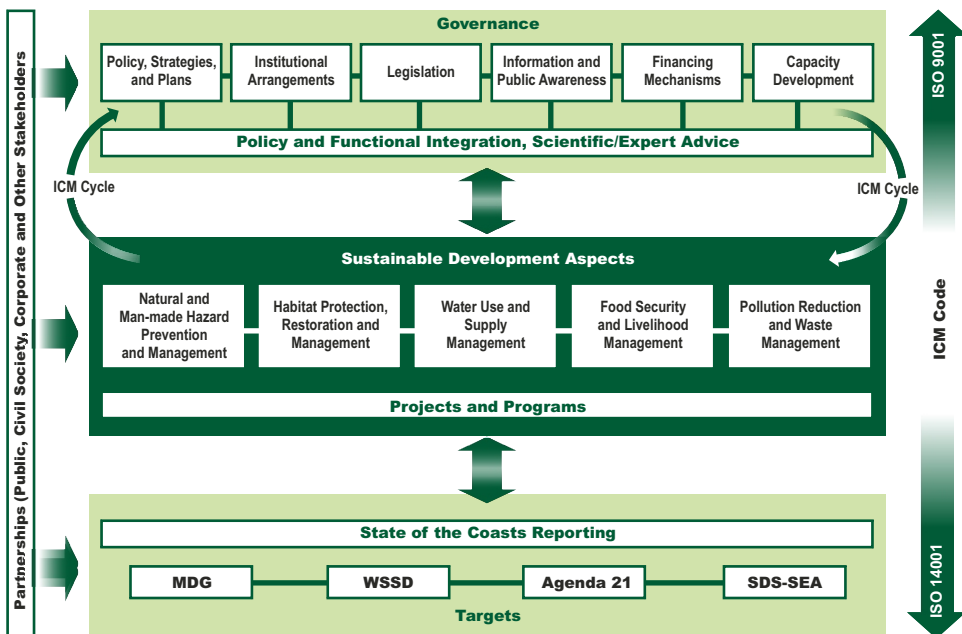 Partnerships (Public, Civil Society, Corporate and Other Stakeholders
Governance
Policy, Strategies,
and Plans
Institutional
Arrangements
Legislation
Information and
Public Awareness
Financing
Mechanisms
Capacity
Development
Policy and Functional Integration, Scientific/Expert Advice
ICM Cycle
ICM Cycle
Sustainable Development Aspects
Natural and
Man-made Hazard
Prevention
and Management
Habitat Protection,
Restoration and
Management
Water Use and
Supply
Management
Food Security
and Livelihood
Management
Pollution Reduction
and Waste
Management
Projects and Programs
State of the Coasts Reporting
MDG
WSSD
Agenda 21
SDS-SEA
Targets
ISO 9001
ICM Code
ISO 14001